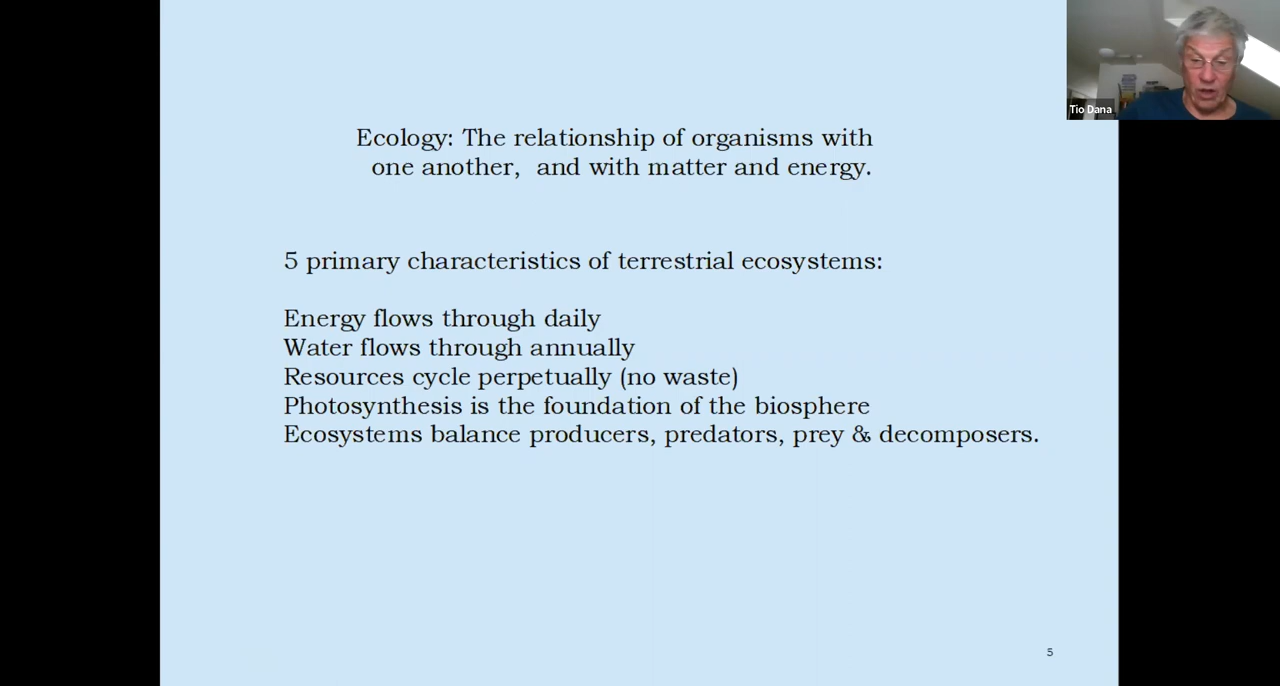 Tio Dana
Ecology: The relationship of organisms with
one another,  and with matter and energy.
5 primary characteristics of terrestrial ecosystems:
Energy flows through daily
Water flows through annually
Resources cycle perpetually (no waste)
Photosynthesis is the foundation of the biosphere
Ecosystems balance producers, predators, prey & decomposers.
5